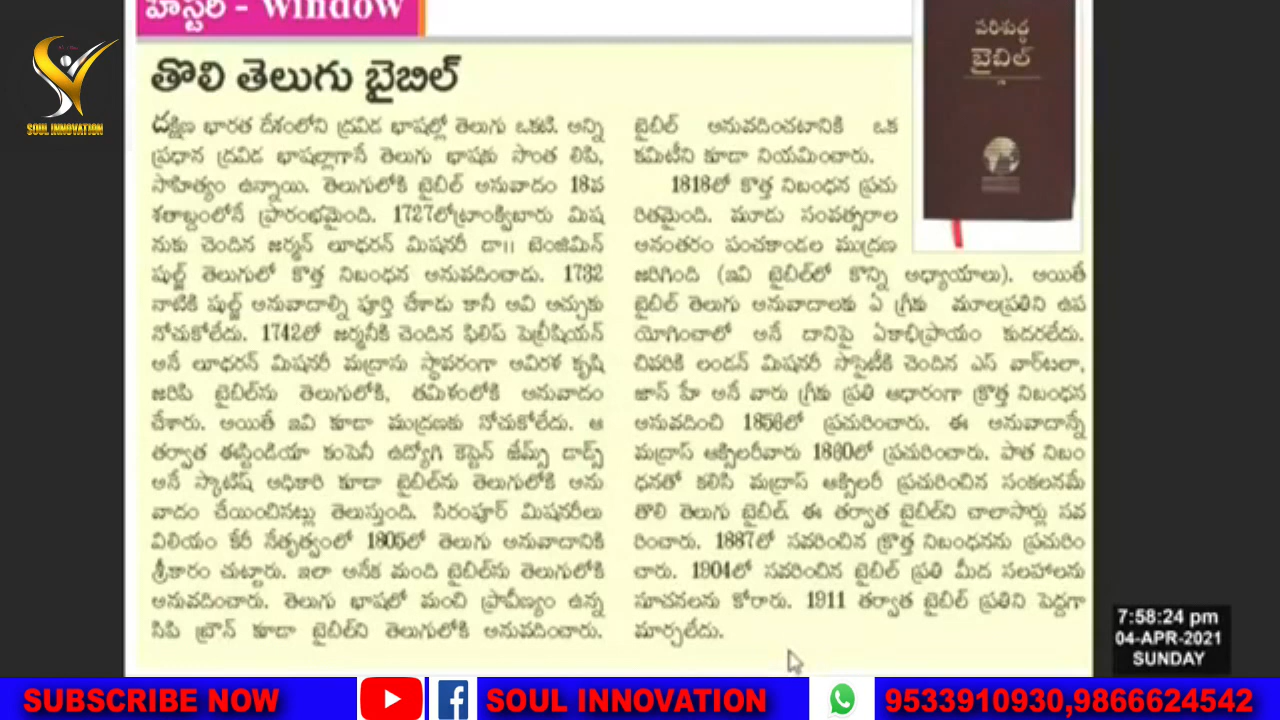 హిస్టరీ - window
తొలి తెలుగు బైబిల్
దక్షిణ భారత దేశంలోని ద్రవిడ భాషల్లో తెలుగు ఒకటి. అన్ని
ప్రధాన ద్రవిడ భాషల్లాగానే తెలుగు భాషకు సొంత లిపి,
సాహిత్యం ఉన్నాయి. తెలుగులోకి బైబిల్ అనువాదం 18వ
శతాబ్దంలోనే ప్రారంభమైంది. 1727లోట్రాంక్విబారు మిష
నుకు చెందిన జర్మన్ లూథరన్ మిషనరీ డా॥ బెంజిమిన్
షుల్జ్ తెలుగులో కొత్త నిబంధన అనువదించాడు. 1732
నాటికి షుల్జ్ అనువాదాల్ని పూర్తి చేశాడు కానీ అవి అచ్చుకు
నోచుకోలేదు. 1742లో జర్మనీకి చెందిన ఫిలిప్ పెబ్రీషియన్
అనే లూథరన్ మిషనరీ మద్రాసు స్థావరంగా అవిరళ కృషి
జరిపి బైబిల్‌ను తెలుగులోకి, తమిళంలోకి అనువాదం
చేశారు. అయితే ఇవి కూడా ముద్రణకు నోచుకోలేదు. ఆ
తర్వాత ఈస్టిండియా కంపెనీ ఉద్యోగి కెప్టెన్ జేమ్స్ డాడ్స్
అనే స్కాటిష్ అధికారి కూడా బైబిల్‌ను తెలుగులోకి అను
వాదం చేయించినట్లు తెలుస్తుంది. సిరంపూర్ మిషనరీలు
విలియం కేరీ నేతృత్వంలో 1805లో తెలుగు అనువాదానికి
శ్రీకారం చుట్టారు. ఇలా అనేక మంది బైబిల్‌ను తెలుగులోకి
అనువదించారు. తెలుగు భాషలో మంచి ప్రావీణ్యం ఉన్న
సిపి బ్రౌన్ కూడా బైబిల్‌ని తెలుగులోకి అనువదించారు.
బైబిల్ అనువదించటానికి ఒక
కమిటీని కూడా నియమించారు.
1818లో కొత్త నిబంధన ప్రచు
రితమైంది. మూడు సంవత్సరాల
అనంతరం పంచకాండల ముద్రణ
జరిగింది (ఇవి బైబిల్‌లో కొన్ని అధ్యాయాలు). అయితే
బైబిల్ తెలుగు అనువాదాలకు ఏ గ్రీకు మూలప్రతిని ఉప
యోగించాలో అనే దానిపై ఏకాభిప్రాయం కుదరలేదు.
చివరికి లండన్ మిషనరీ సొసైటీకి చెందిన ఎస్ వార్‌టలా,
జాన్ హే అనే వారు గ్రీకు ప్రతి ఆధారంగా క్రొత్త నిబంధన
అనువదించి 1856లో ప్రచురించారు. ఈ అనువాదాన్నే
మద్రాస్ ఆక్సిలరీవారు 1860లో ప్రచురించారు. పాత నిబం
ధనతో కలిసి మద్రాస్ ఆక్సిలరీ ప్రచురించిన సంకలనమే
తొలి తెలుగు బైబిల్. ఈ తర్వాత బైబిల్‌ని చాలాసార్లు సవ
రించారు. 1887లో సవరించిన క్రొత్త నిబంధనను ప్రచురిం
చారు. 1904లో సవరించిన బైబిల్ ప్రతి మీద సలహాలను
సూచనలను కోరారు. 1911 తర్వాత బైబిల్ ప్రతిని పెద్దగా
మార్చలేదు.
పరిశుద్ధ
బైబిల్
SOUL INNOVATION
7:58:24 pm
04-APR-2021
SUNDAY
SUBSCRIBE NOW
SOUL INNOVATION
9533910930,9866624542